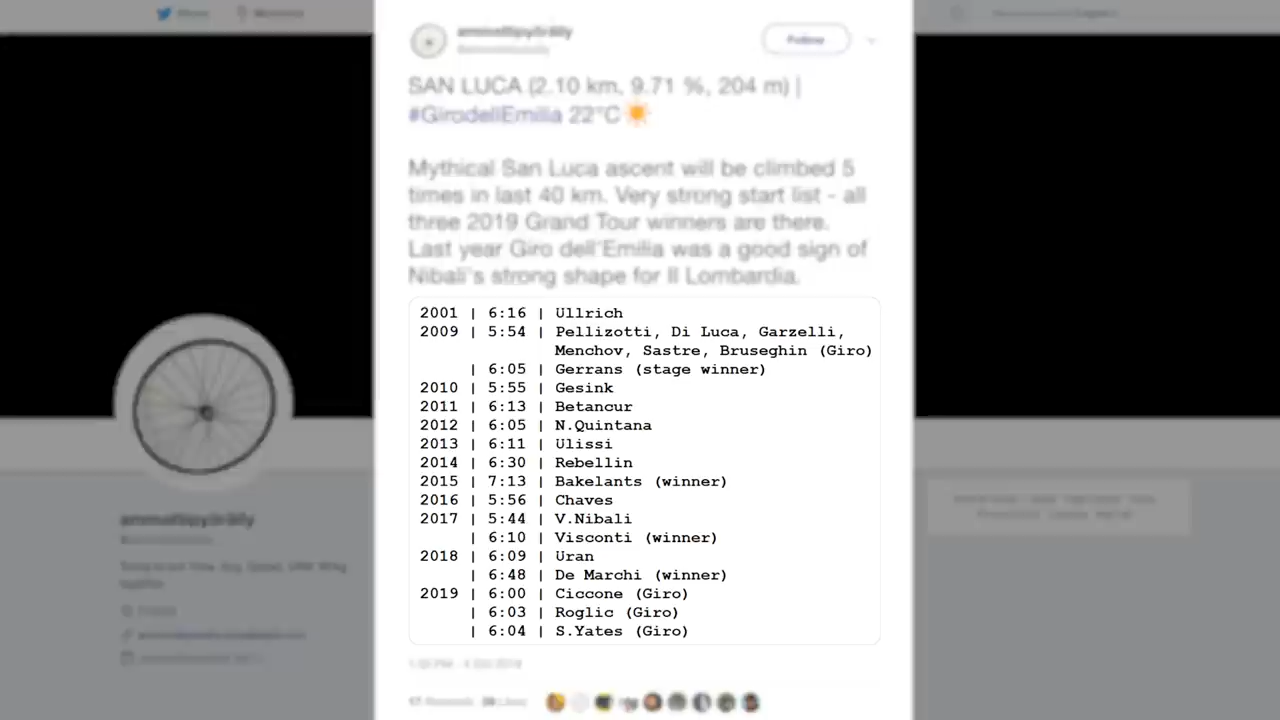 Follow
SAN LUCA (2.10 km, 9.71 %, 204 m) |
#GirodellEmilia 22°C
Mythical San Luca ascent will be climbed 5
times in last 40 km. Very strong start list - all
three 2019 Grand Tour winners are there.
Last year Giro dell'Emilia was a good sign of
Nibali's strong shape for Il Lombardia.
2001 | 6:16 | Ullrich
2009 | 5:54 | Pellizotti, Di Luca, Garzelli,
Menchov, Sastre, Bruseghin (Giro)
| 6:05 | Gerrans (stage winner)
2010 | 5:55 | Gesink
2011 | 6:13 | Betancur
2012 | 6:05 | N.Quintana
2013 | 6:11 | Ulissi
2014 | 6:30 | Rebellin
2015 | 7:13 | Bakelants (winner)
2016 | 5:56 | Chaves
2017 | 5:44 | V.Nibali
| 6:10 | Visconti (winner)
2018 | 6:09 | Uran
| 6:48 | De Marchi (winner)
2019 | 6:00 | Ciccone (Giro)
| 6:03 | Roglic (Giro)
| 6:04 | S.Yates (Giro)